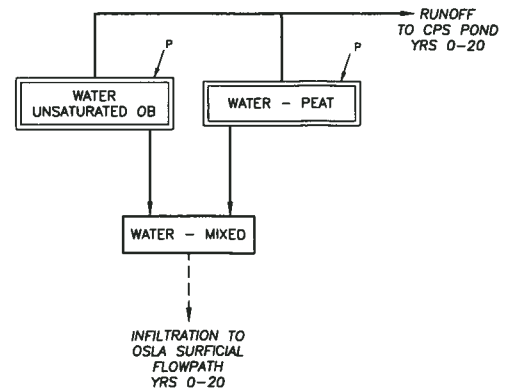 RUNOFF
TO CPS POND
YRS 0-20
P
P
WATER
UNSATURATED OB
WATER - PEAT
WATER - MIXED
INFILTRATION TO
OSLA SURFICIAL
FLOWPATH
YRS 0-20